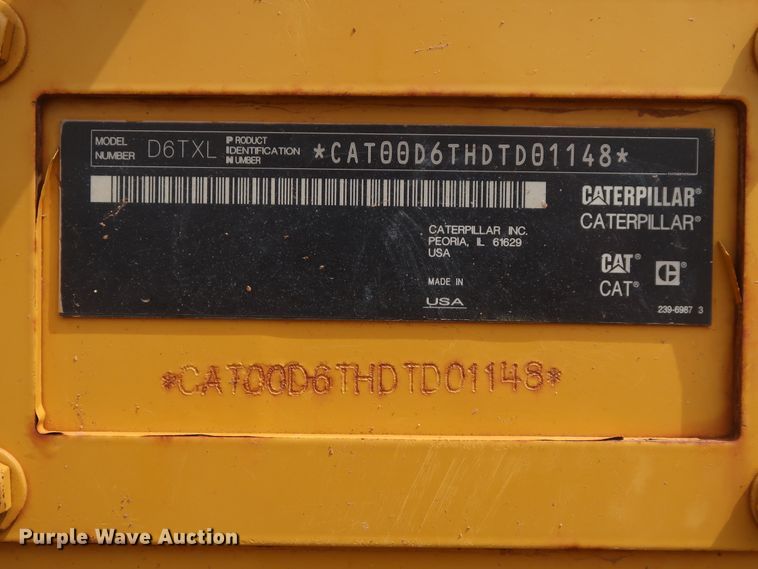 MODEL NUMBER D6TXL PRODUCT IDENTIFICATION NUMBER *CAT00D6THDTD01148*
CATERPILLAR®
CATERPILLAR®
CATERPILLAR INC.
PEORIA, IL 61629
USA
MADE IN
USA
CAT® C®
CAT®
239-6987 3
*CAT00D6THDTD01148*
Purple Wave Auction